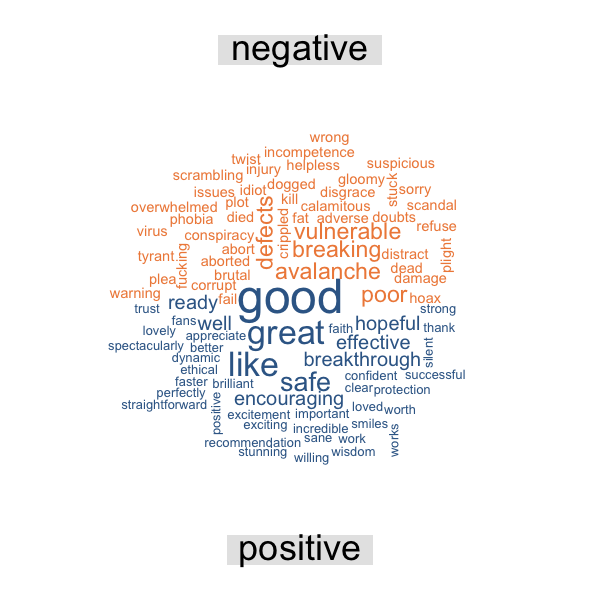 negative
wrong
incompetence
twist
suspicious
injury
helpless
scrambling
gloomy
stuck
dogged
issues
idiot
disgrace
sorry
kill
plot
overwhelmed
calamitous
scandal
phobia
died
defects
crippled
fat
adverse
doubts
refuse
virus
conspiracy
vulnerable
abort
breaking
distract
plight
tyrant
fucking
aborted
avalanche
dead
brutal
damage
plea
corrupt
warning
fail
poor
hoax
good
ready
trust
strong
fans
well
great
faith
hopeful
thank
lovely
appreciate
effective
spectacularly
better
silent
dynamic
like
breakthrough
ethical
safe
confident
successful
faster
brilliant
clear
protection
perfectly
encouraging
straightforward
positive
loved
worth
excitement
important
exciting
incredible
smiles
works
recommendation
sane
work
stunning
willing
wisdom
positive